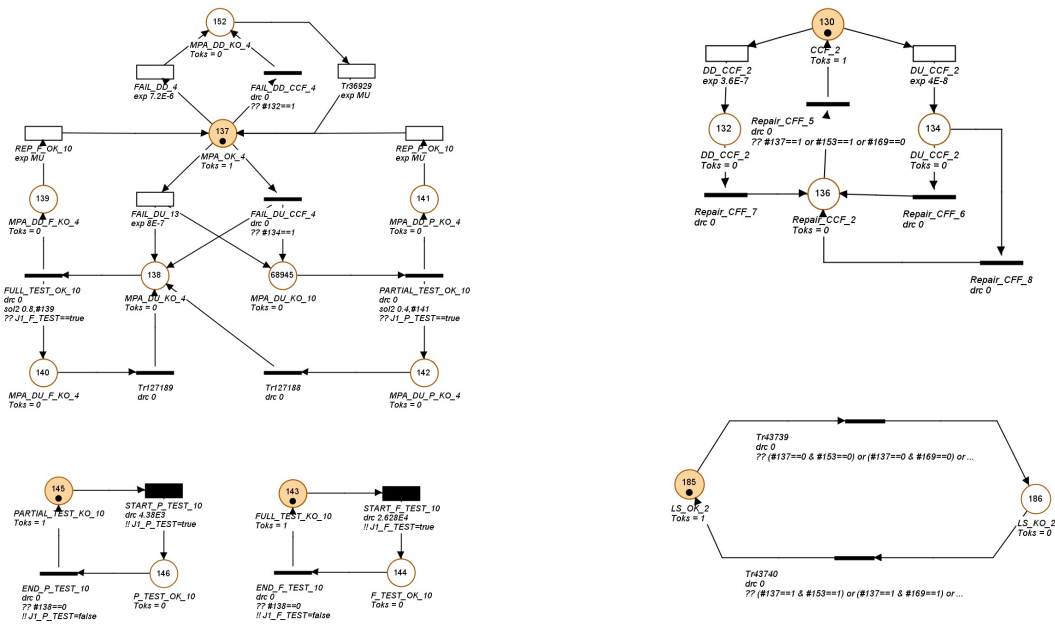 152
MPA_DD_KO_4
Toks = 0
FAIL_DD_4
exp 7.2E-6
FAIL_DD_CCF_4
drc 0
?? #132==1
Tr36929
exp MU
137
MPA_OK_4
Toks = 1
REP_F_OK_10
exp MU
REP_P_OK_10
exp MU
139
MPA_DU_F_KO_4
Toks = 0
FAIL_DU_13
exp 8E-7
FAIL_DU_CCF_4
drc 0
?? #134==1
141
MPA_DU_P_KO_4
Toks = 0
FULL_TEST_OK_10
drc 0
sol2 0.8,#139
?? J1_F_TEST==true
138
MPA_DU_KO_4
Toks = 0
68945
MPA_DU_KO_10
Toks = 0
PARTIAL_TEST_OK_10
drc 0
sol2 0.4,#141
?? J1_P_TEST==true
140
MPA_DU_F_KO_4
Toks = 0
Tr127189
drc 0
Tr127188
drc 0
142
MPA_DU_P_KO_4
Toks = 0
130
CCF_2
Toks = 1
DD_CCF_2
exp 3.6E-7
DU_CCF_2
exp 4E-8
Repair_CFF_5
drc 0
?? #137==1 or #153==1 or #169==0
132
DD_CCF_2
Toks = 0
134
DU_CCF_2
Toks = 0
136
Repair_CCF_2
Toks = 0
Repair_CFF_7
drc 0
Repair_CFF_6
drc 0
Repair_CFF_8
drc 0
145
PARTIAL_TEST_KO_10
Toks = 1
START_P_TEST_10
drc 4.38E3
!! J1_P_TEST=true
END_P_TEST_10
drc 0
?? #138==0
!! J1_P_TEST=false
146
P_TEST_OK_10
Toks = 0
143
FULL_TEST_KO_10
Toks = 1
START_F_TEST_10
drc 2.628E4
!! J1_F_TEST=true
END_F_TEST_10
drc 0
?? #138==0
!! J1_F_TEST=false
144
F_TEST_OK_10
Toks = 0
Tr43739
drc 0
?? (#137==0 & #153==0) or (#137==0 & #169==0) or ...
185
LS_OK_2
Toks = 1
186
LS_KO_2
Toks = 0
Tr43740
drc 0
?? (#137==1 & #153==1) or (#137==1 & #169==1) or ...